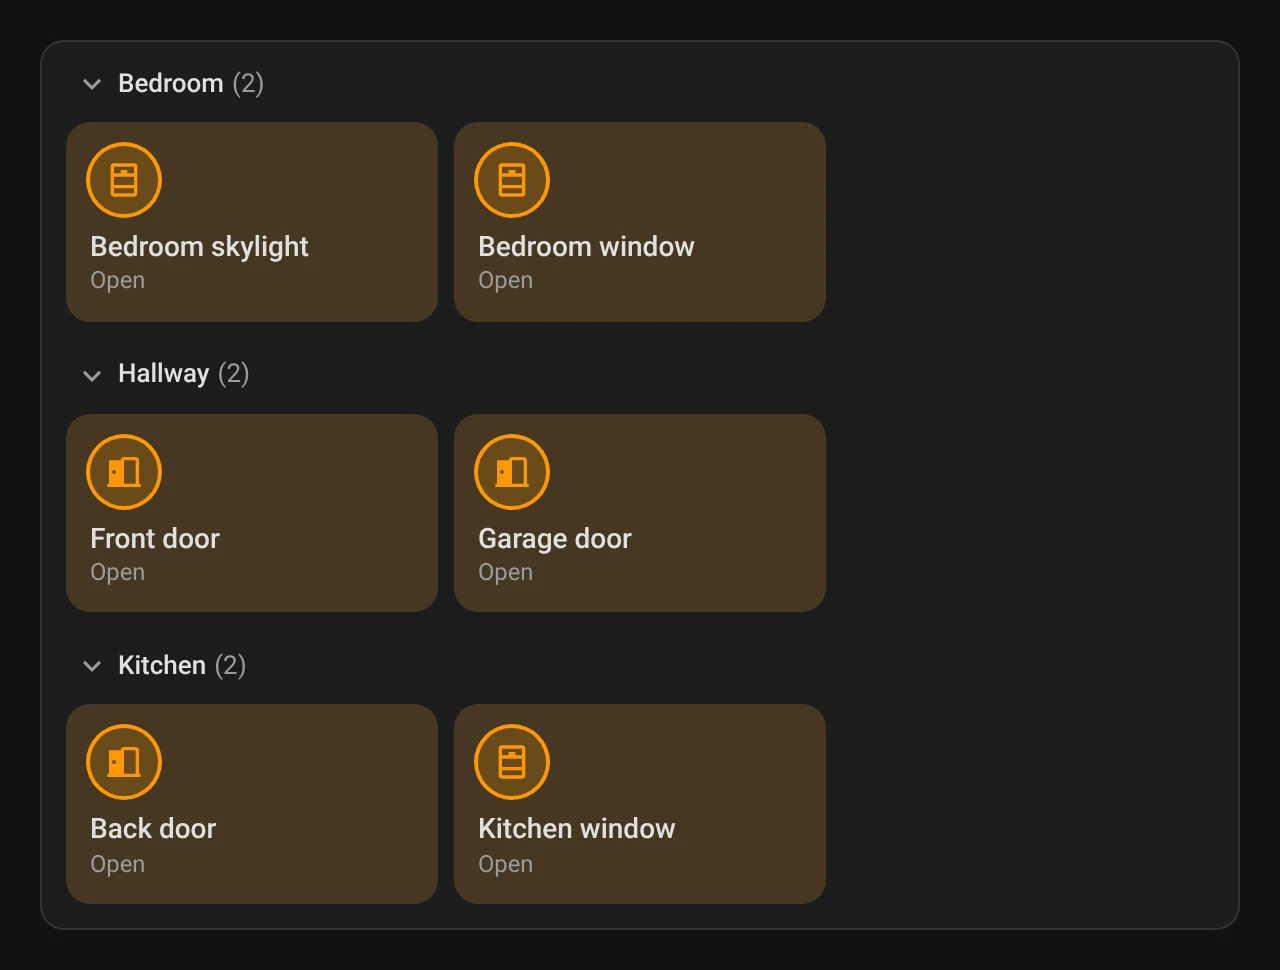 Bedroom (2)
Bedroom skylight
Open
Bedroom window
Open
Hallway (2)
Front door
Open
Garage door
Open
Kitchen (2)
Back door
Open
Kitchen window
Open